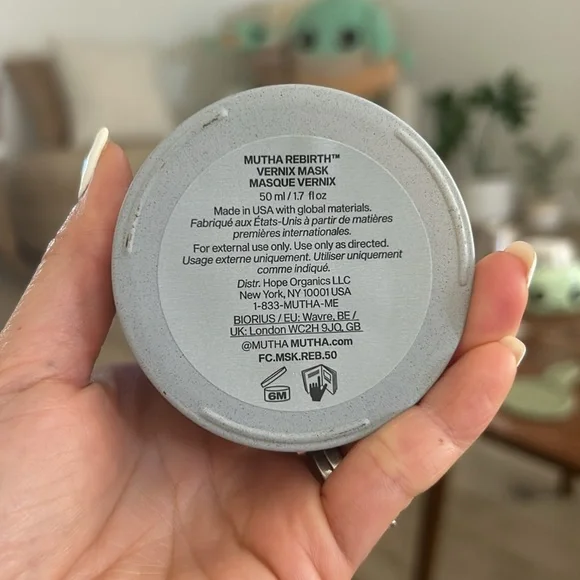 MUTHA REBIRTH™
VERNIX MASK
MASQUE VERNIX
50 ml / 1.7 fl oz
Made in USA with global materials.
Fabriqué aux États-Unis à partir de matières
premières internationales.
For external use only. Use only as directed.
Usage externe uniquement. Utiliser uniquement
comme indiqué.
Distr. Hope Organics LLC
New York, NY 10001 USA
1-833-MUTHA-ME
BIORIUS / EU: Wavre, BE /
UK: London WC2H 9JQ, GB
@MUTHA MUTHA.com
FC.MSK.REB.50
6M